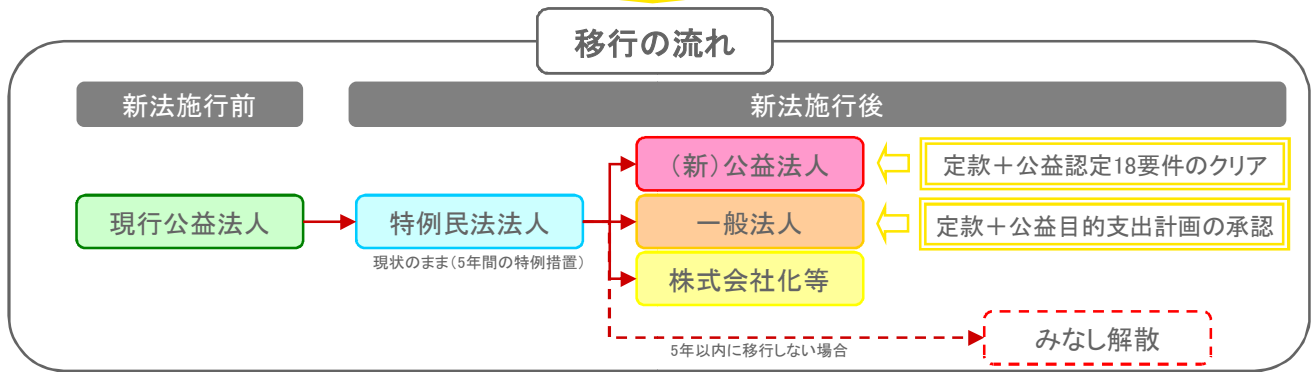 移行の流れ
新法施行前
新法施行後
(新)公益法人
定款+公益認定18要件のクリア
現行公益法人
特例民法法人
一般法人
定款+公益目的支出計画の承認
現状のまま(5年間の特例措置)
株式会社化等
みなし解散
5年以内に移行しない場合